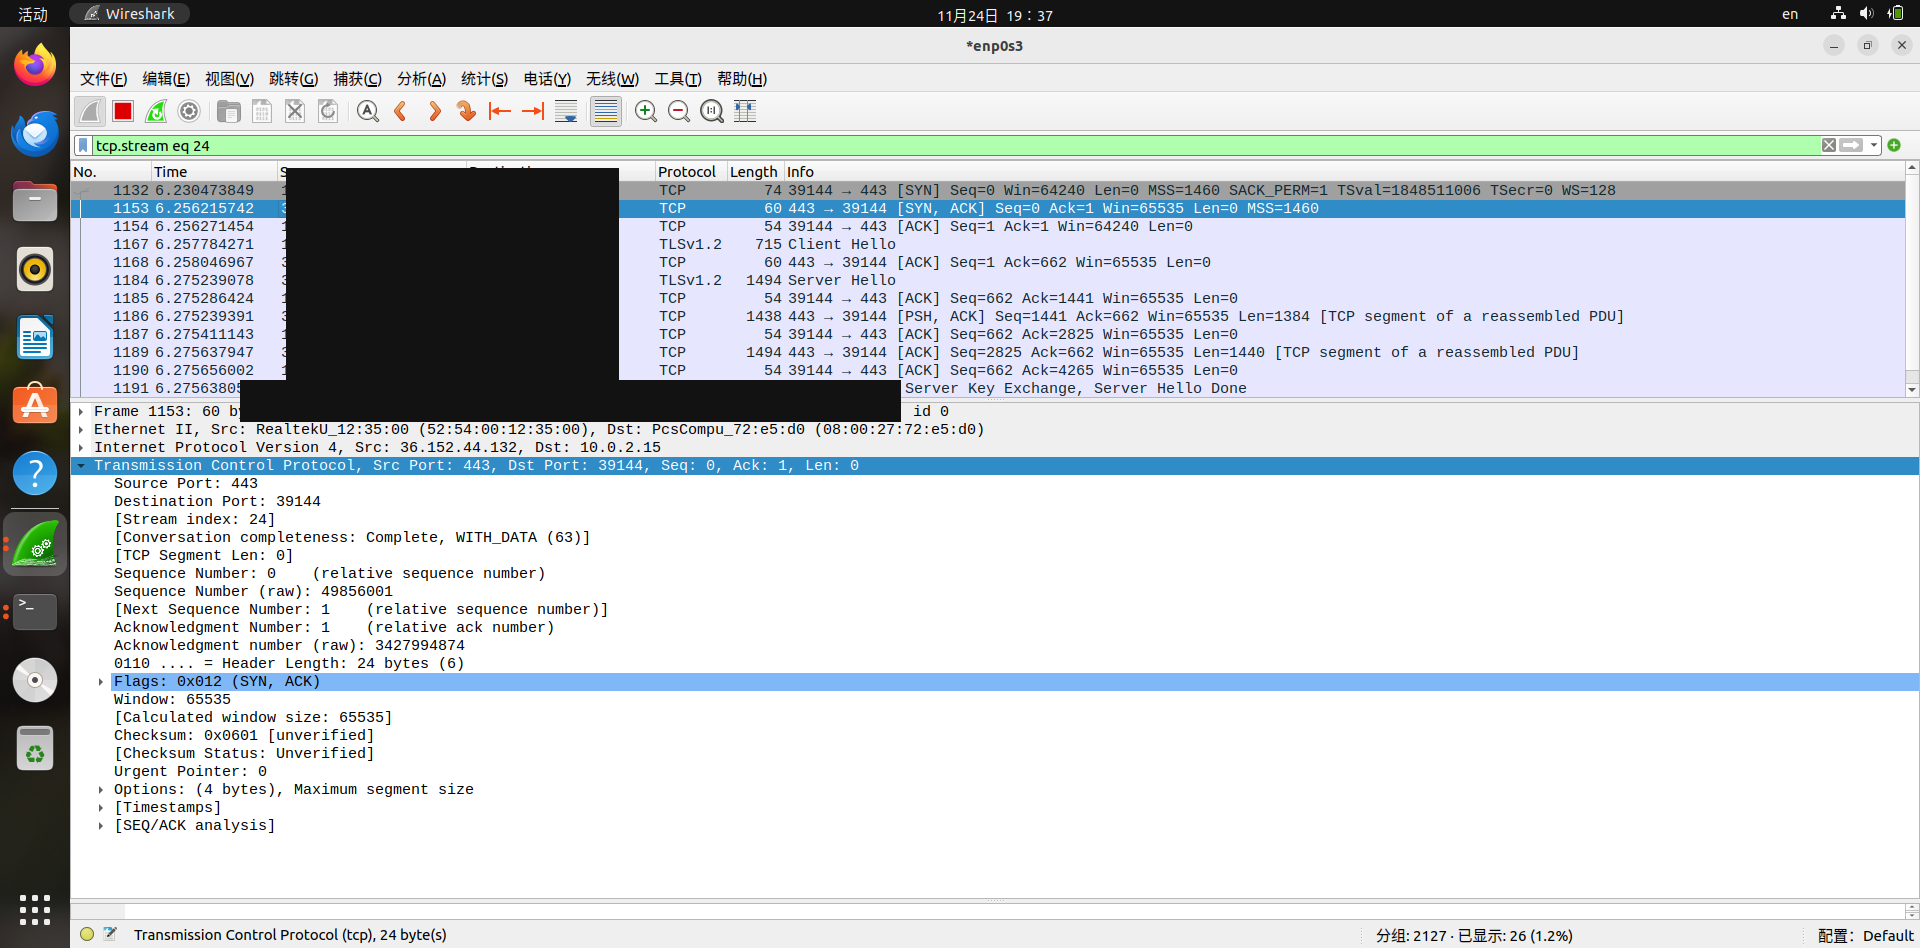 活动 Wireshark 11月24日 19：37 en
*enp0s3
文件(F) 编辑(E) 视图(V) 跳转(G) 捕获(C) 分析(A) 统计(S) 电话(Y) 无线(W) 工具(T) 帮助(H)
tcp.stream eq 24
No. Time Protocol Length Info
1132 6.230473849 TCP 74 39144 → 443 [SYN] Seq=0 Win=64240 Len=0 MSS=1460 SACK_PERM=1 TSval=1848511006 TSecr=0 WS=128
1153 6.256215742 TCP 60 443 → 39144 [SYN, ACK] Seq=0 Ack=1 Win=65535 Len=0 MSS=1460
1154 6.256271454 TCP 54 39144 → 443 [ACK] Seq=1 Ack=1 Win=64240 Len=0
1167 6.257784271 TLSv1.2 715 Client Hello
1168 6.258046967 TCP 60 443 → 39144 [ACK] Seq=1 Ack=662 Win=65535 Len=0
1184 6.275239078 TLSv1.2 1494 Server Hello
1185 6.275286424 TCP 54 39144 → 443 [ACK] Seq=662 Ack=1441 Win=65535 Len=0
1186 6.275239391 TCP 1438 443 → 39144 [PSH, ACK] Seq=1441 Ack=662 Win=65535 Len=1384 [TCP segment of a reassembled PDU]
1187 6.275411143 TCP 54 39144 → 443 [ACK] Seq=662 Ack=2825 Win=65535 Len=0
1189 6.275637947 TCP 1494 443 → 39144 [ACK] Seq=2825 Ack=662 Win=65535 Len=1440 [TCP segment of a reassembled PDU]
1190 6.275656002 TCP 54 39144 → 443 [ACK] Seq=662 Ack=4265 Win=65535 Len=0
1191 6.27563805 Server Key Exchange, Server Hello Done
Frame 1153: 60 id 0
Ethernet II, Src: RealtekU_12:35:00 (52:54:00:12:35:00), Dst: PcsCompu_72:e5:d0 (08:00:27:72:e5:d0)
Internet Protocol Version 4, Src: 36.152.44.132, Dst: 10.0.2.15
Transmission Control Protocol, Src Port: 443, Dst Port: 39144, Seq: 0, Ack: 1, Len: 0
Source Port: 443
Destination Port: 39144
[Stream index: 24]
[Conversation completeness: Complete, WITH_DATA (63)]
[TCP Segment Len: 0]
Sequence Number: 0 (relative sequence number)
Sequence Number (raw): 49856001
[Next Sequence Number: 1 (relative sequence number)]
Acknowledgment Number: 1 (relative ack number)
Acknowledgment number (raw): 3427994874
0110 .... = Header Length: 24 bytes (6)
Flags: 0x012 (SYN, ACK)
Window: 65535
[Calculated window size: 65535]
Checksum: 0x0601 [unverified]
[Checksum Status: Unverified]
Urgent Pointer: 0
Options: (4 bytes), Maximum segment size
[Timestamps]
[SEQ/ACK analysis]
Transmission Control Protocol (tcp), 24 byte(s) 分组: 2127 · 已显示: 26 (1.2%) 配置： Default